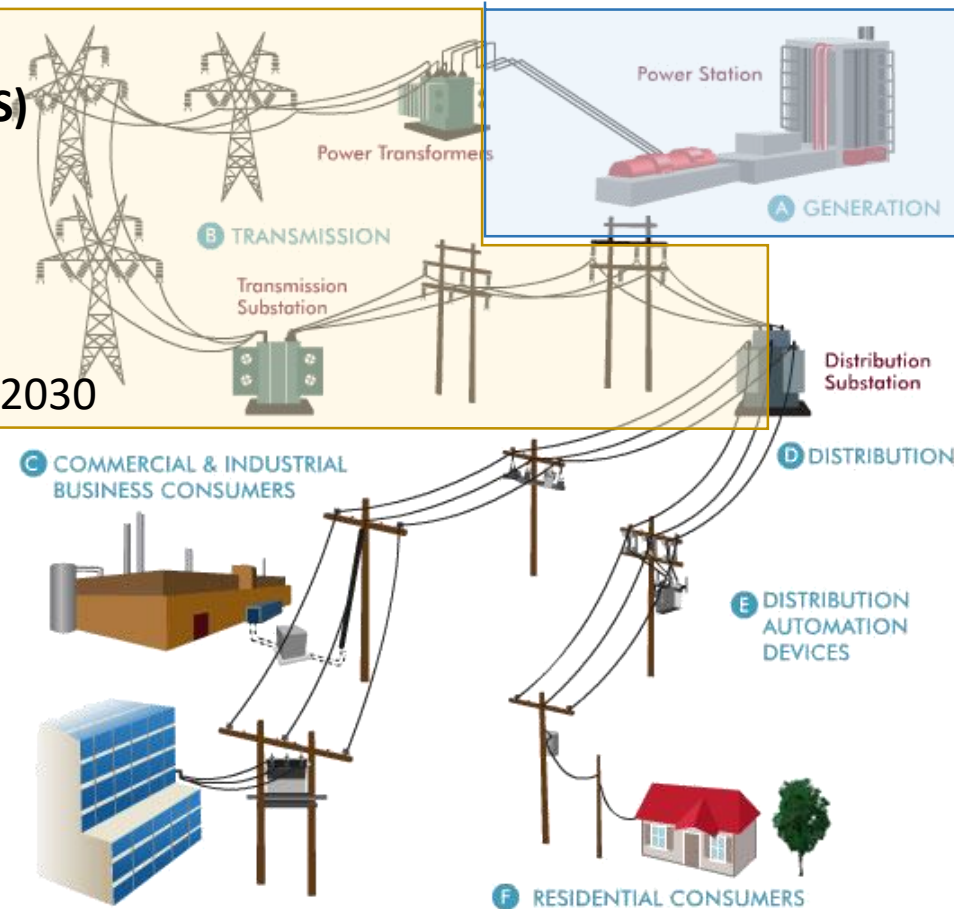 S)
Power Station
Power Transformers
A GENERATION
B TRANSMISSION
Transmission
Substation
2030
Distribution
Substation
C COMMERCIAL & INDUSTRIAL
BUSINESS CONSUMERS
D DISTRIBUTION
E DISTRIBUTION
AUTOMATION
DEVICES
F RESIDENTIAL CONSUMERS